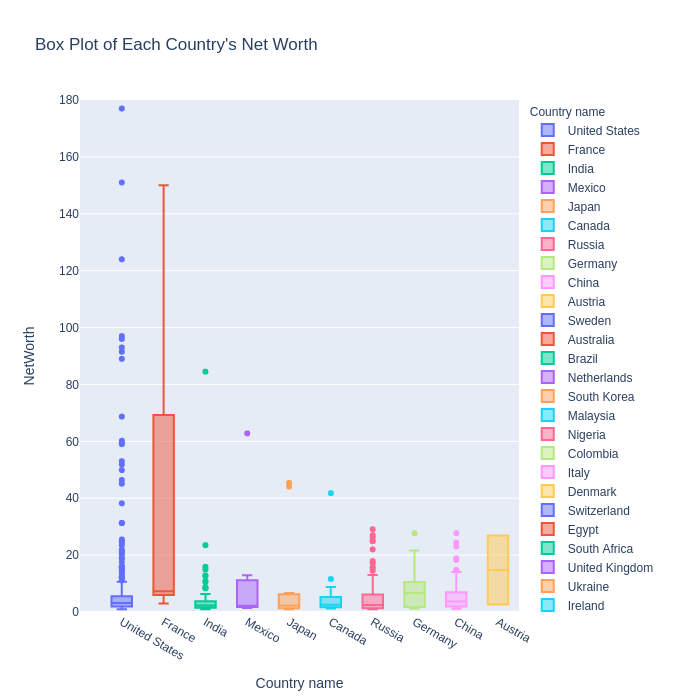 Box Plot of Each Country's Net Worth
Country name
United States
France
India
Mexico
Japan
Canada
Russia
Germany
China
Austria
Sweden
Australia
Brazil
Netherlands
South Korea
Malaysia
Nigeria
Colombia
Italy
Denmark
Switzerland
Egypt
South Africa
United Kingdom
Ukraine
Ireland
180
160
140
120
100
80
60
40
20
0
NetWorth
United States
France
India
Mexico
Japan
Canada
Russia
Germany
China
Austria
Country name